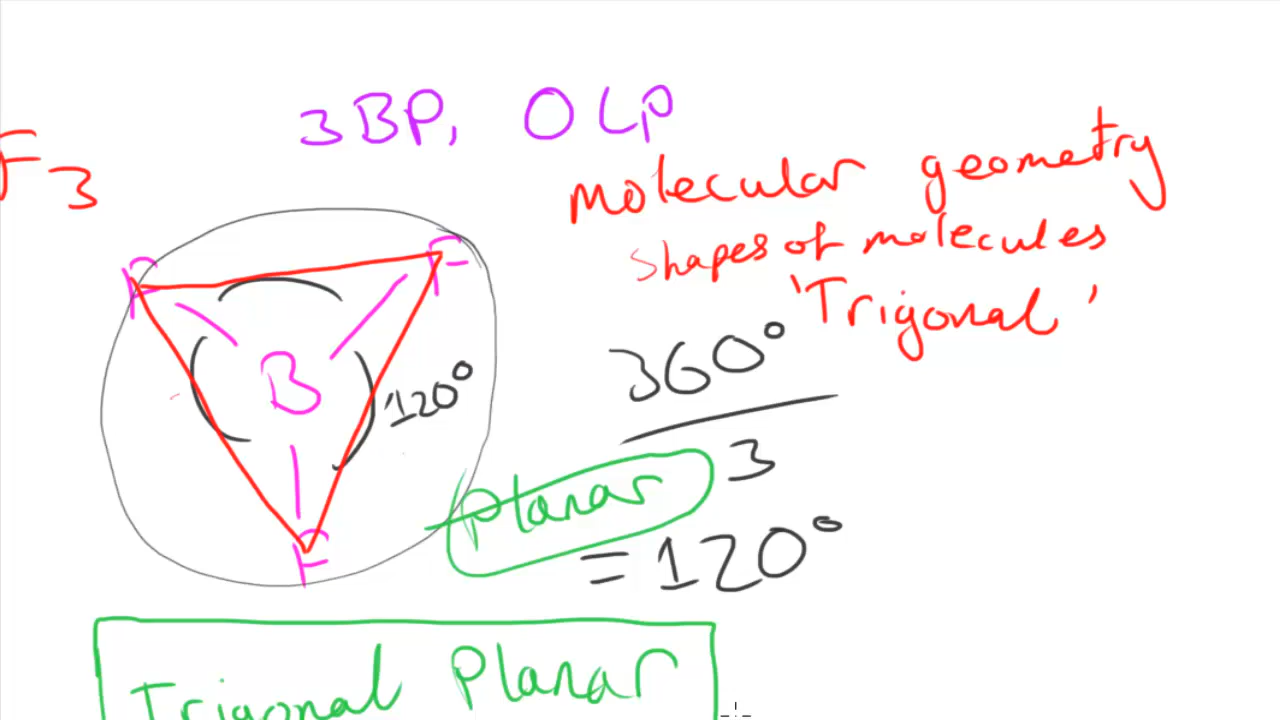 3BP, 0LP
F3
molecular geometry
shapes of molecules
'Trigonal'
F F
B
120°
F
360°
3
= 120°
planar
Trigonal Planar